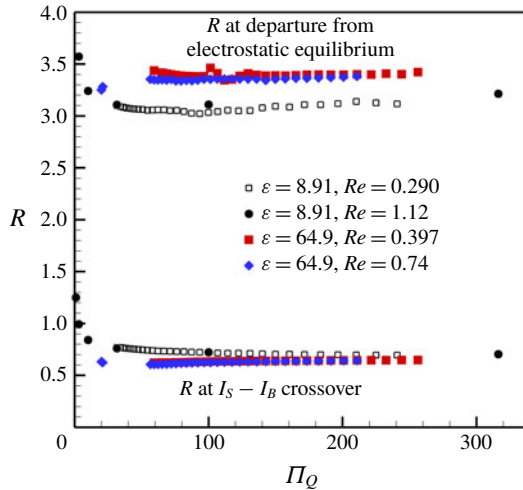 R at departure from
electrostatic equilibrium
4.0
3.5
3.0
2.5
R 2.0
1.5
1.0
0.5
ε = 8.91, Re = 0.290
ε = 8.91, Re = 1.12
ε = 64.9, Re = 0.397
ε = 64.9, Re = 0.74
R at I_S − I_B crossover
0 100 200 300
Π_Q